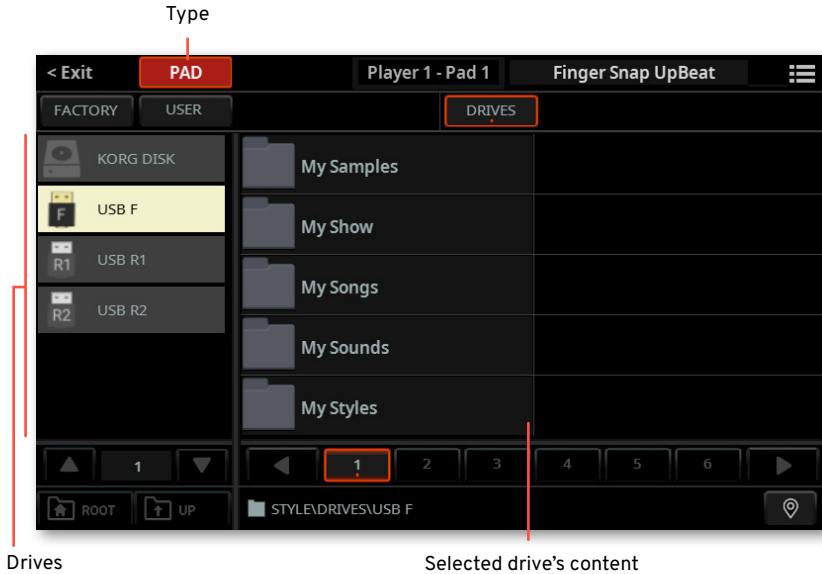 Type
< Exit
PAD
Player 1 - Pad 1
Finger Snap UpBeat
FACTORY
USER
DRIVES
KORG DISK
My Samples
F
USB F
My Show
R1
USB R1
My Songs
R2
USB R2
My Sounds
My Styles
1
1
2
3
4
5
6
ROOT
UP
STYLE\DRIVES\USB F
Drives
Selected drive's content